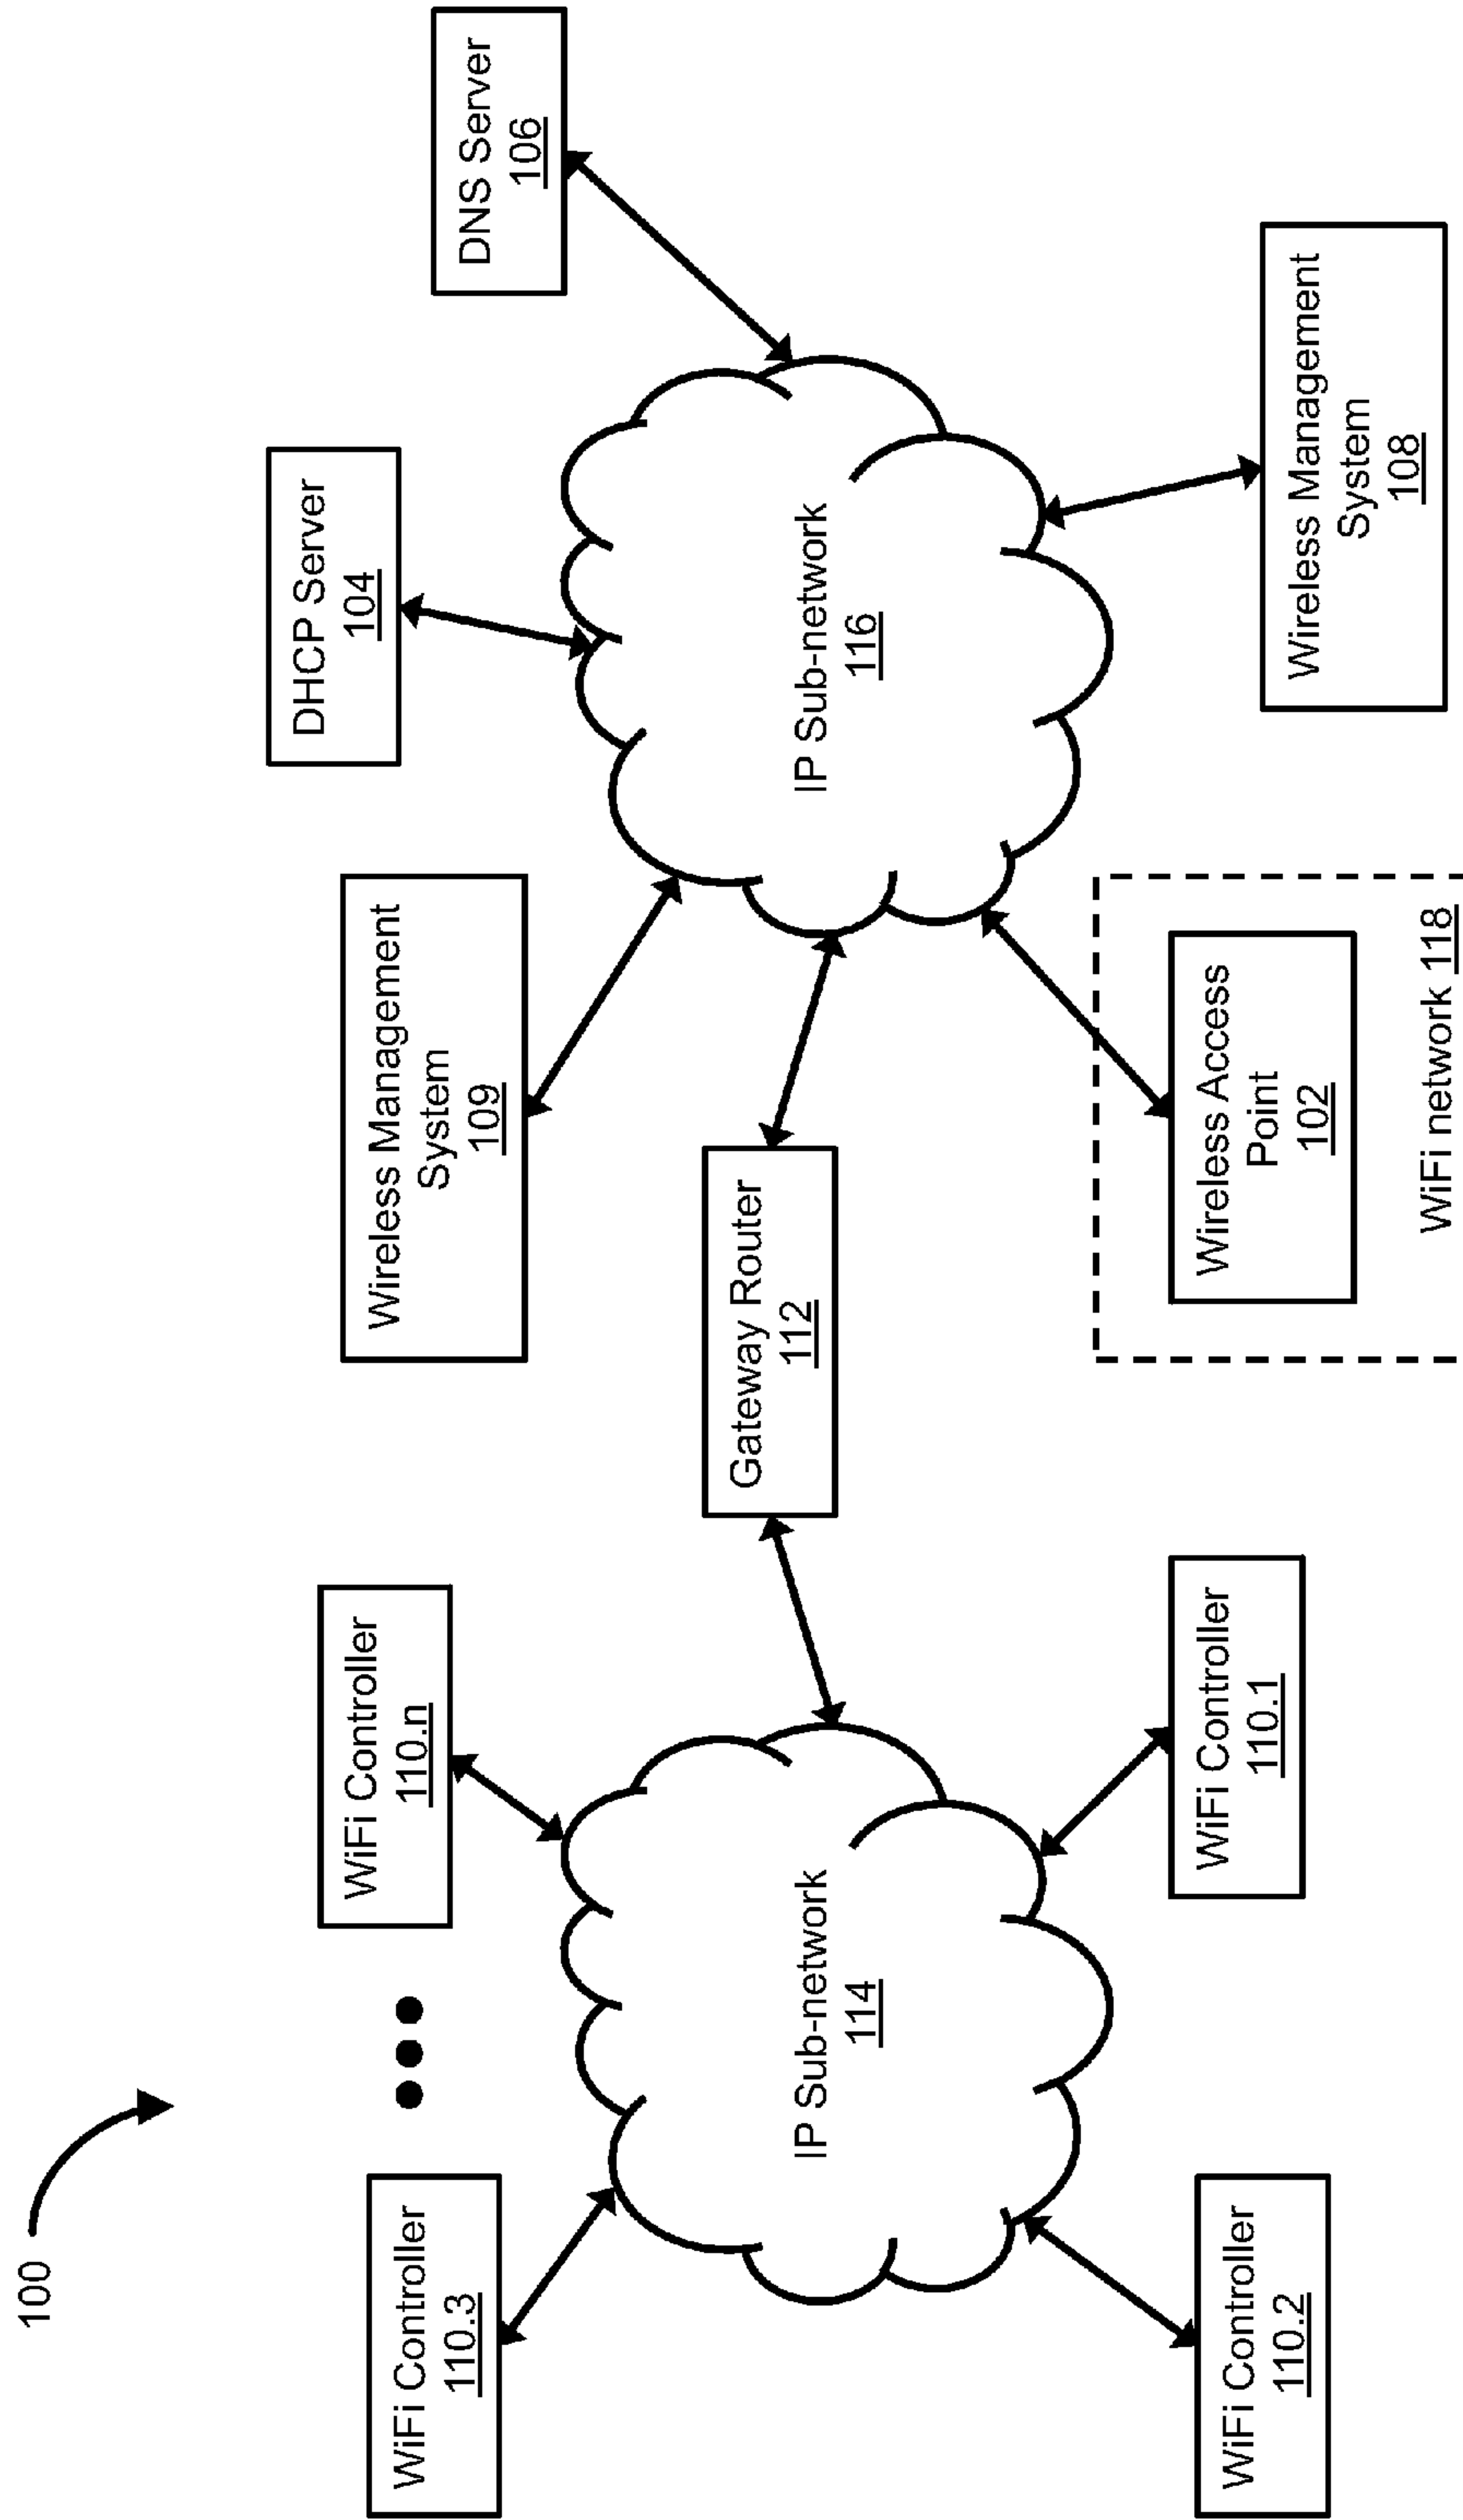 100
WiFi Controller
110.3
WiFi Controller
110.n
Wireless Management
System
109
DHCP Server
104
DNS Server
106
IP Sub-network
114
Gateway Router
112
IP Sub-network
116
WiFi Controller
110.2
WiFi Controller
110.1
Wireless Access
Point
102
WiFi network 118
Wireless Management
System
108